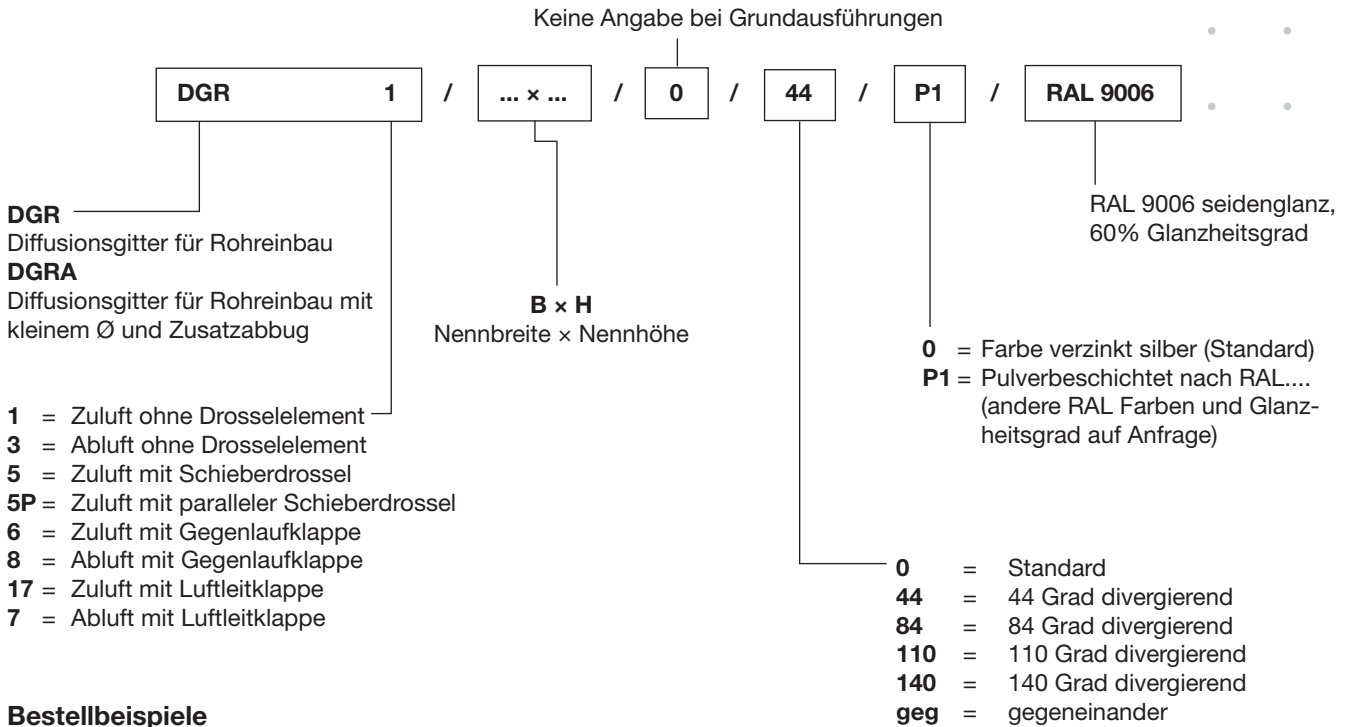 Keine Angabe bei Grundausführungen
DGR 1 / ... × ... / 0 / 44 / P1 / RAL 9006
RAL 9006 seidenglanz,
60% Glanzheitsgrad
DGR
Diffusionsgitter für Rohreinbau
DGRA
Diffusionsgitter für Rohreinbau mit
kleinem Ø und Zusatzabbug
B × H
Nennbreite × Nennhöhe
0 = Farbe verzinkt silber (Standard)
P1 = Pulverbeschichtet nach RAL....
(andere RAL Farben und Glanz-
heitsgrad auf Anfrage)
1 = Zuluft ohne Drosselelement
3 = Abluft ohne Drosselelement
5 = Zuluft mit Schieberdrossel
5P = Zuluft mit paralleler Schieberdrossel
6 = Zuluft mit Gegenlaufklappe
8 = Abluft mit Gegenlaufklappe
17 = Zuluft mit Luftleitklappe
7 = Abluft mit Luftleitklappe
0 = Standard
44 = 44 Grad divergierend
84 = 84 Grad divergierend
110 = 110 Grad divergierend
140 = 140 Grad divergierend
geg = gegeneinander
Bestellbeispiele